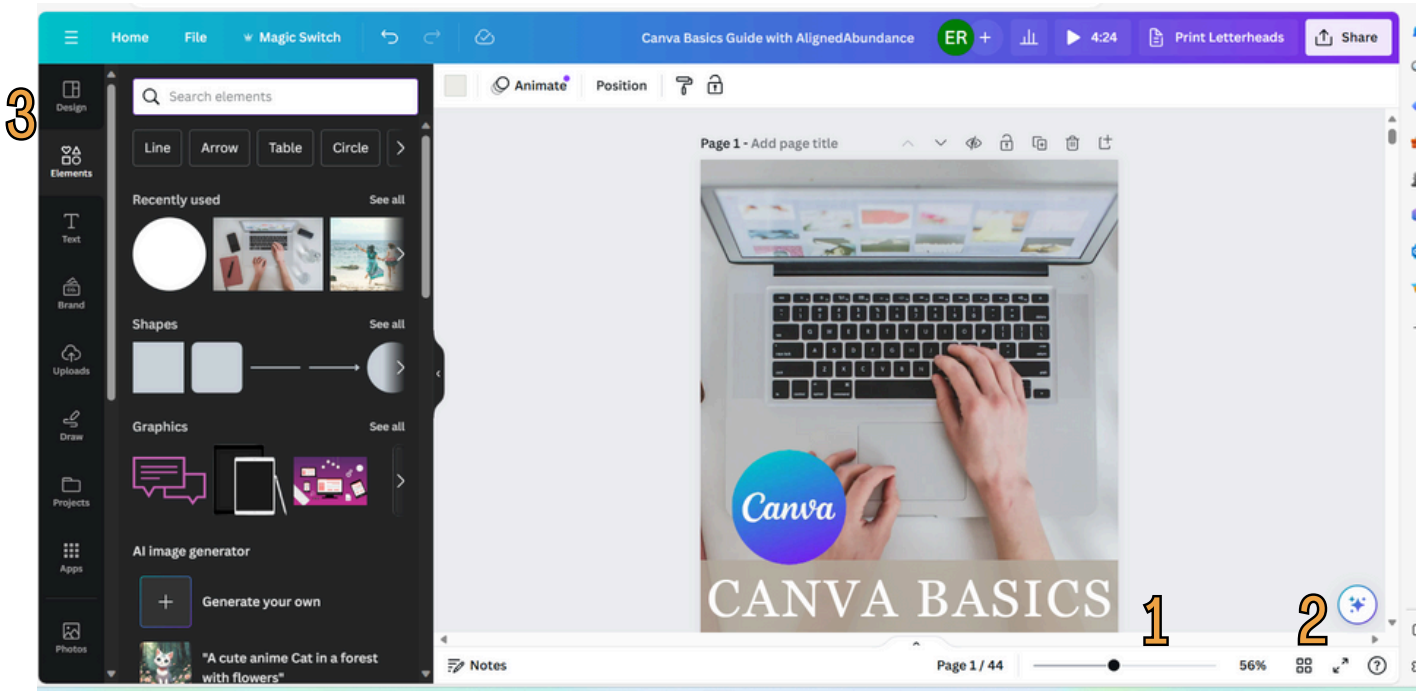 Home File Magic Switch Canva Basics Guide with AlignedAbundance ER + 4:24 Print Letterheads Share
3
Design
Elements
Text
Brand
Uploads
Draw
Projects
Apps
Photos
Search elements
Line Arrow Table Circle
Recently used See all
Shapes See all
Graphics See all
AI image generator
Generate your own
"A cute anime Cat in a forest
with flowers"
Animate Position
Page 1 - Add page title
Canva
CANVA BASICS
1
2
Notes Page 1 / 44 56%